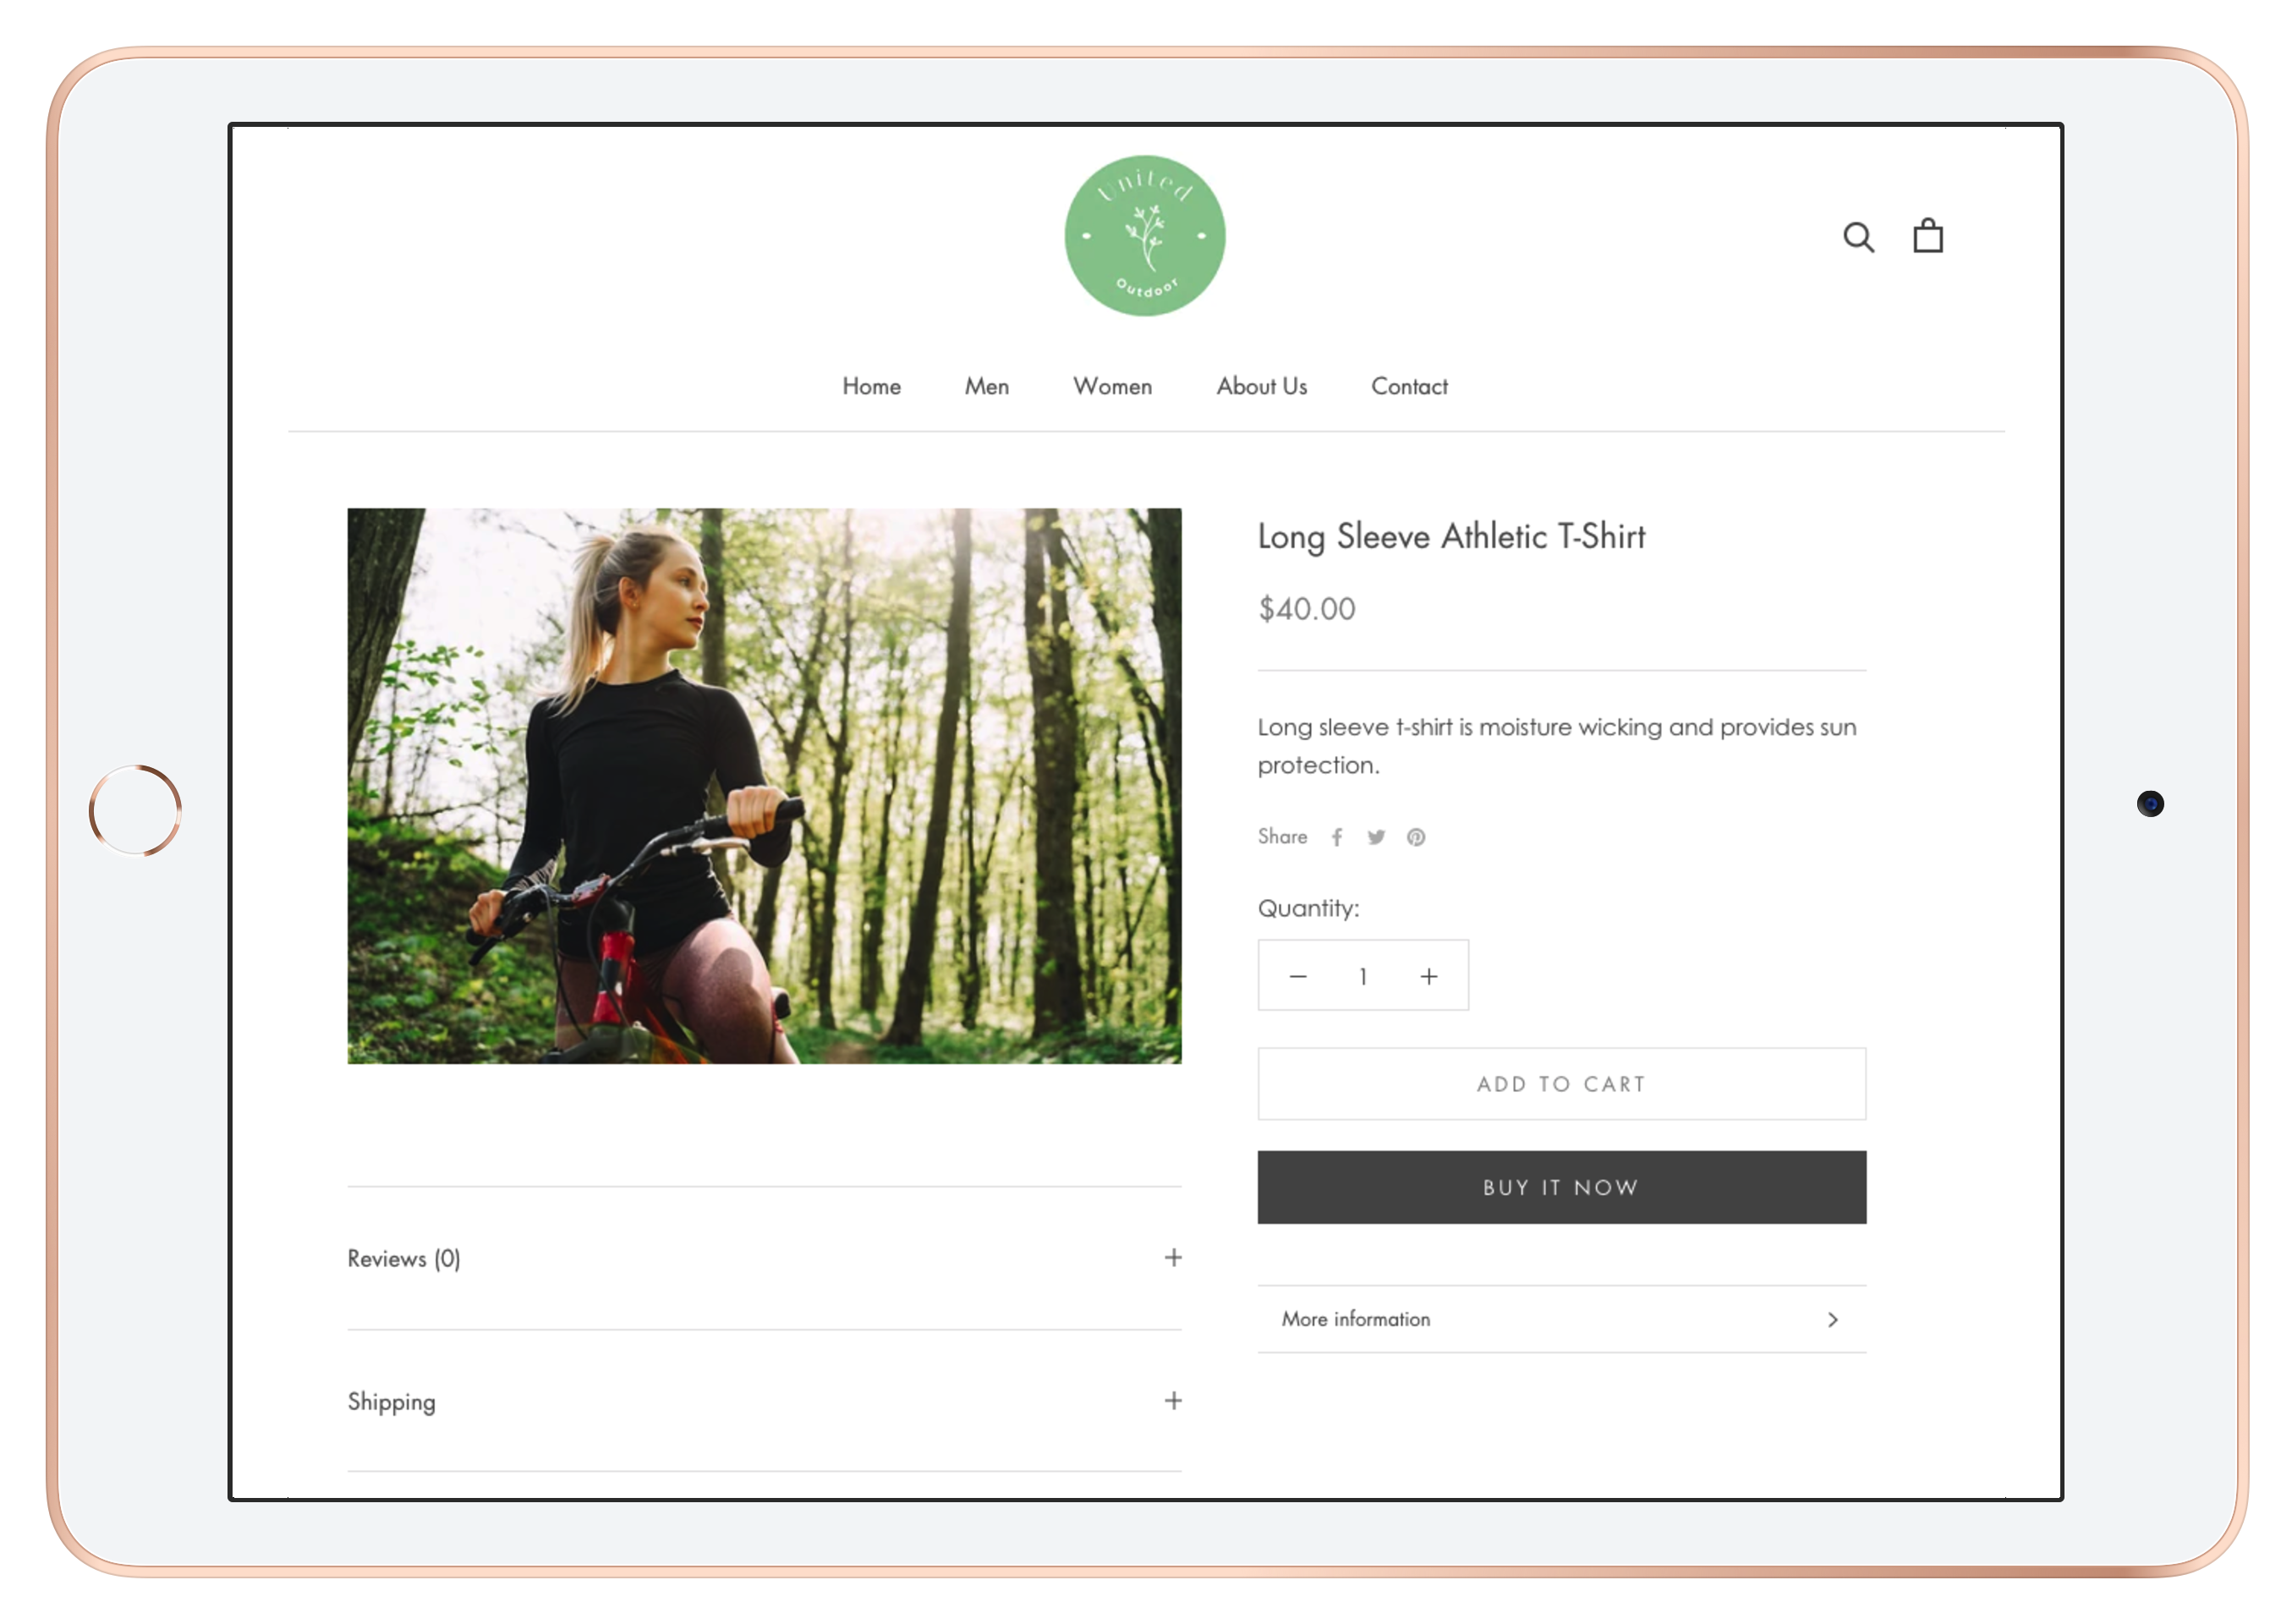 United
Outdoor
Home Men Women About Us Contact
Long Sleeve Athletic T-Shirt
$40.00
Long sleeve t-shirt is moisture wicking and provides sun
protection.
Share
Quantity:
− 1 +
ADD TO CART
BUY IT NOW
More information
Reviews (0) +
Shipping +